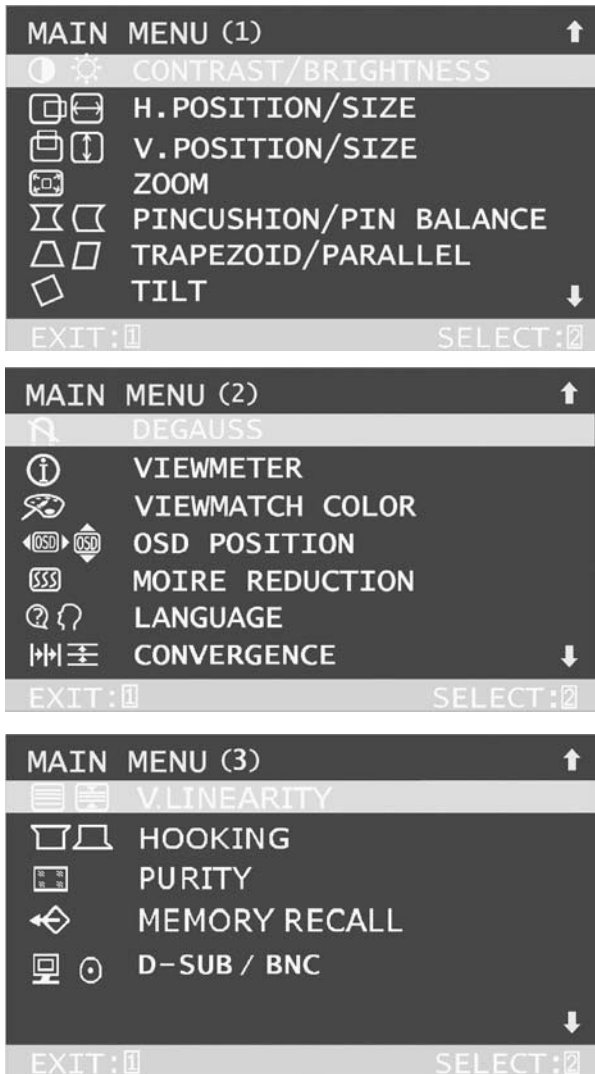 MAIN MENU (1)
CONTRAST/BRIGHTNESS
H.POSITION/SIZE
V.POSITION/SIZE
ZOOM
PINCUSHION/PIN BALANCE
TRAPEZOID/PARALLEL
TILT
EXIT:1 SELECT:2
MAIN MENU (2)
DEGAUSS
VIEWMETER
VIEWMATCH COLOR
OSD OSD OSD POSITION
MOIRE REDUCTION
LANGUAGE
CONVERGENCE
EXIT:1 SELECT:2
MAIN MENU (3)
V.LINEARITY
HOOKING
PURITY
MEMORY RECALL
D-SUB / BNC
EXIT:1 SELECT:2